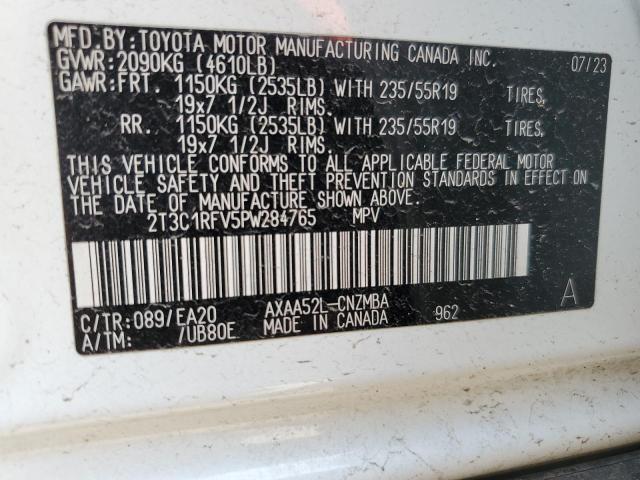 MFD.BY:TOYOTA MOTOR MANUFACTURING CANADA INC. 07/23
GVWR:2090KG (4610LB)
GAWR:FRT. 1150KG (2535LB) WITH 235/55R19 TIRES,
19x7 1/2J RIMS.
RR. 1150KG (2535LB) WITH 235/55R19 TIRES,
19x7 1/2J RIMS.
THIS VEHICLE CONFORMS TO ALL APPLICABLE FEDERAL MOTOR
VEHICLE SAFETY AND THEFT PREVENTION STANDARDS IN EFFECT ON
THE DATE OF MANUFACTURE SHOWN ABOVE.
2T3C1RFV5PW284765 MPV
A
C/TR:089/EA20 AXAA52L-CNZMBA 962
A/TM: /UB80E MADE IN CANADA